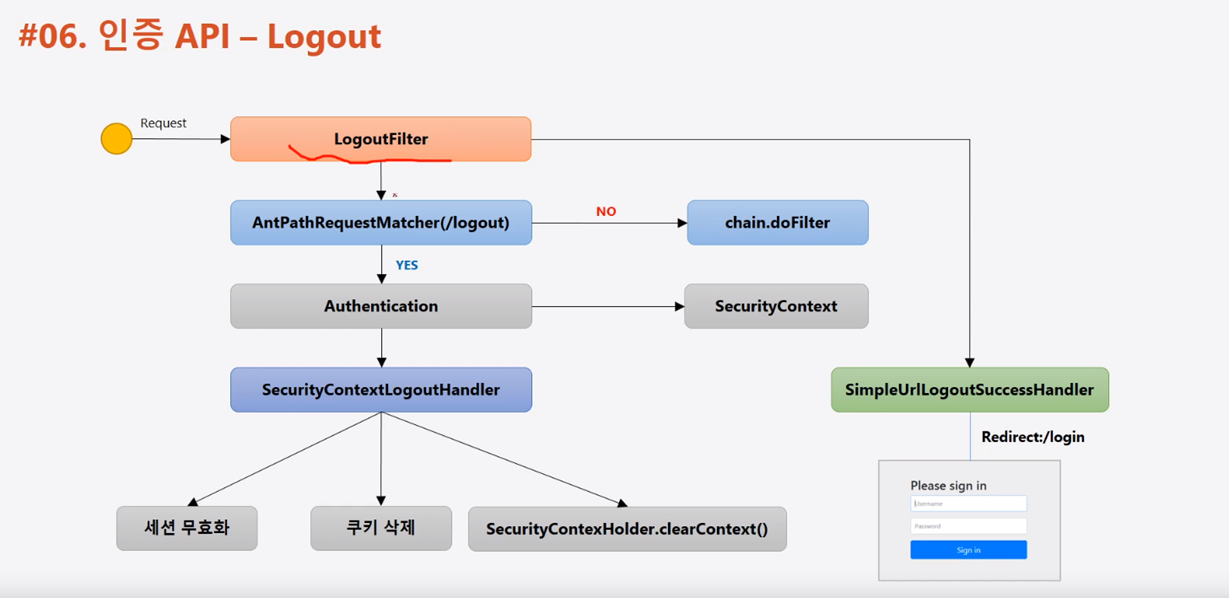 #06. 인증 API – Logout
Request
LogoutFilter
AntPathRequestMatcher(/logout)
NO
chain.doFilter
YES
Authentication
SecurityContext
SecurityContextLogoutHandler
SimpleUrlLogoutSuccessHandler
Redirect:/login
Please sign in
Username
Password
Sign in
세션 무효화
쿠키 삭제
SecurityContexHolder.clearContext()